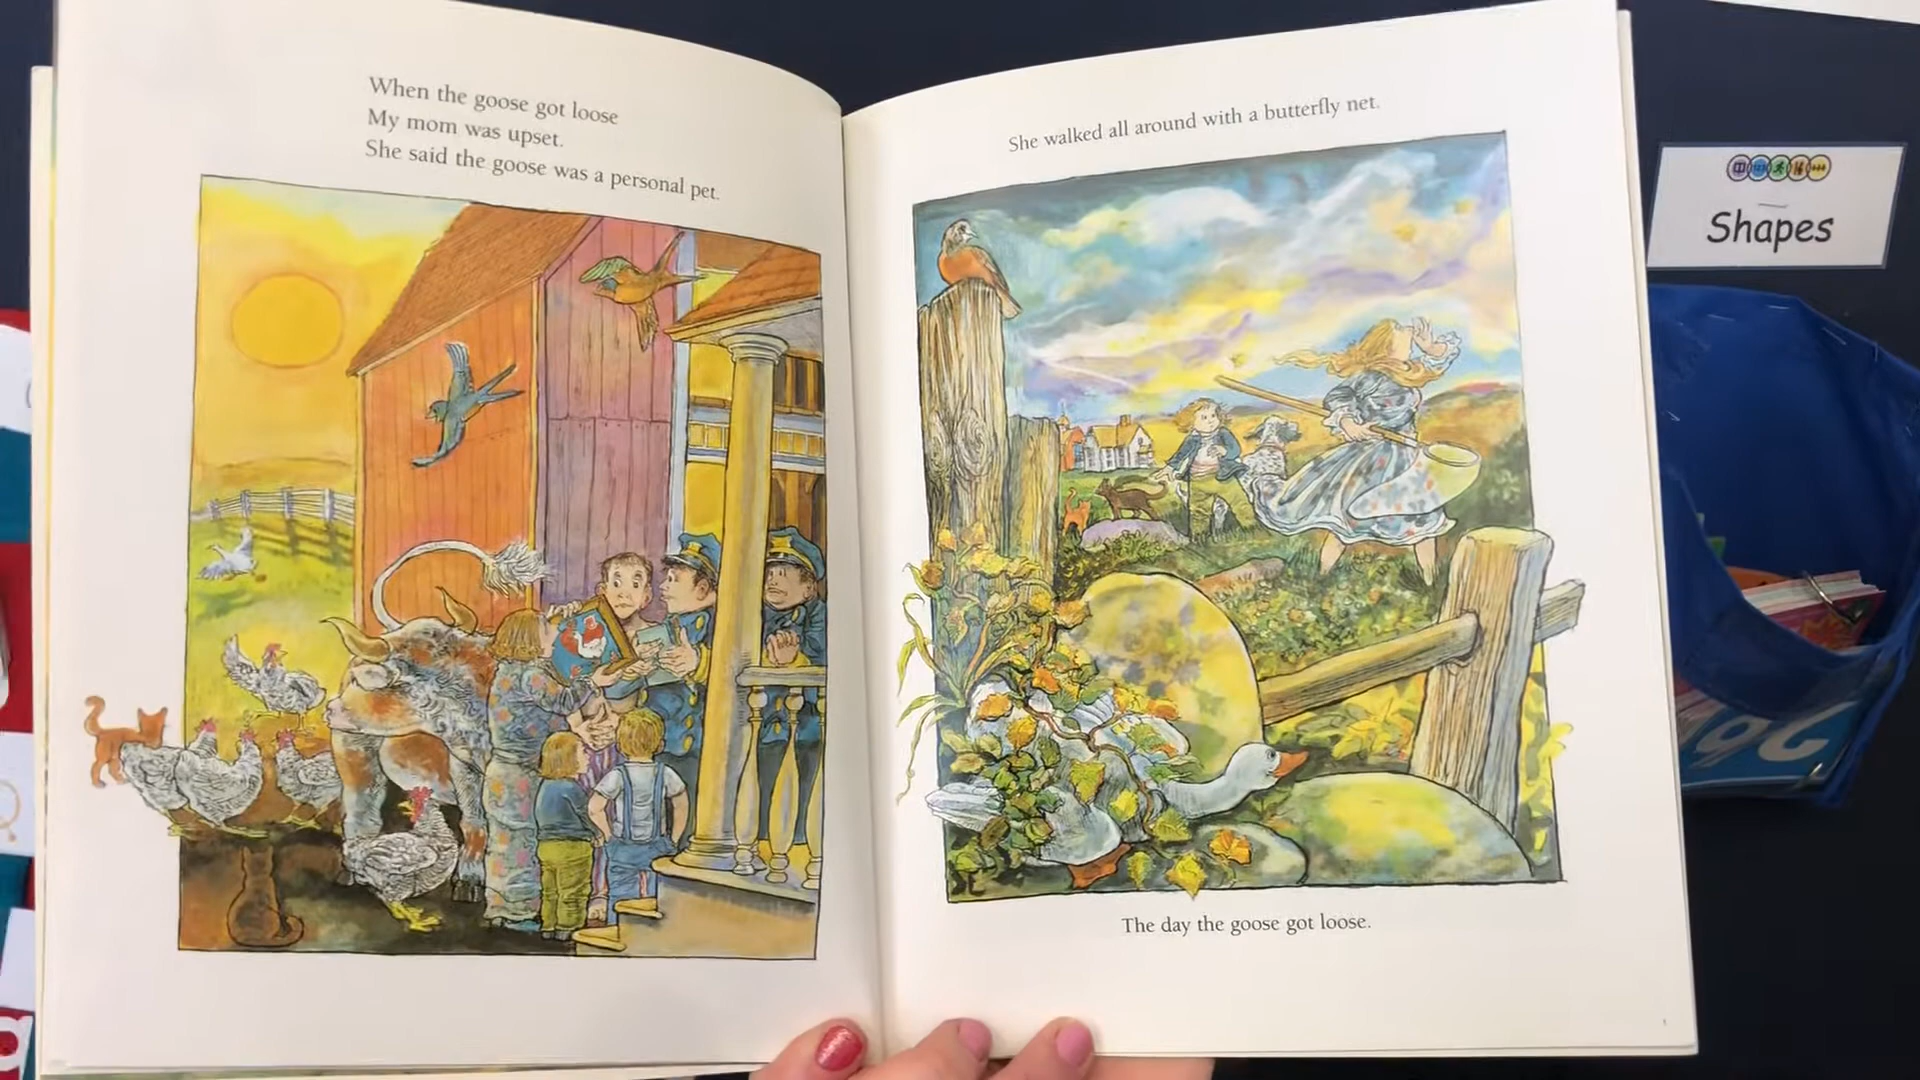 When the goose got loose
My mom was upset.
She said the goose was a personal pet.
She walked all around with a butterfly net.
The day the goose got loose.
Shapes